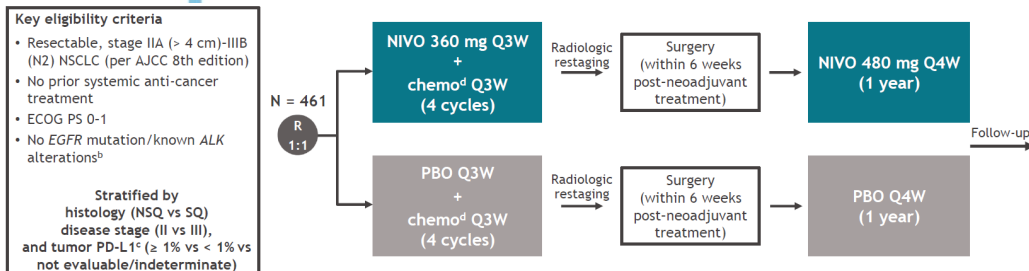 Key eligibility criteria
• Resectable, stage IIA (> 4 cm)–IIIB
(N2) NSCLC (per AJCC 8th edition)
• No prior systemic anti-cancer
treatment
• ECOG PS 0–1
• No EGFR mutation/known ALK
alterationsᵇ
Stratified by
histology (NSQ vs SQ)
disease stage (II vs III),
and tumor PD-L1ᶜ (≥ 1% vs < 1% vs
not evaluable/indeterminate)
N = 461
R
1:1
NIVO 360 mg Q3W
+
chemoᵈ Q3W
(4 cycles)
Radiologic
restaging
Surgery
(within 6 weeks
post-neoadjuvant
treatment)
NIVO 480 mg Q4W
(1 year)
PBO Q3W
+
chemoᵈ Q3W
(4 cycles)
Radiologic
restaging
Surgery
(within 6 weeks
post-neoadjuvant
treatment)
PBO Q4W
(1 year)
Follow-up